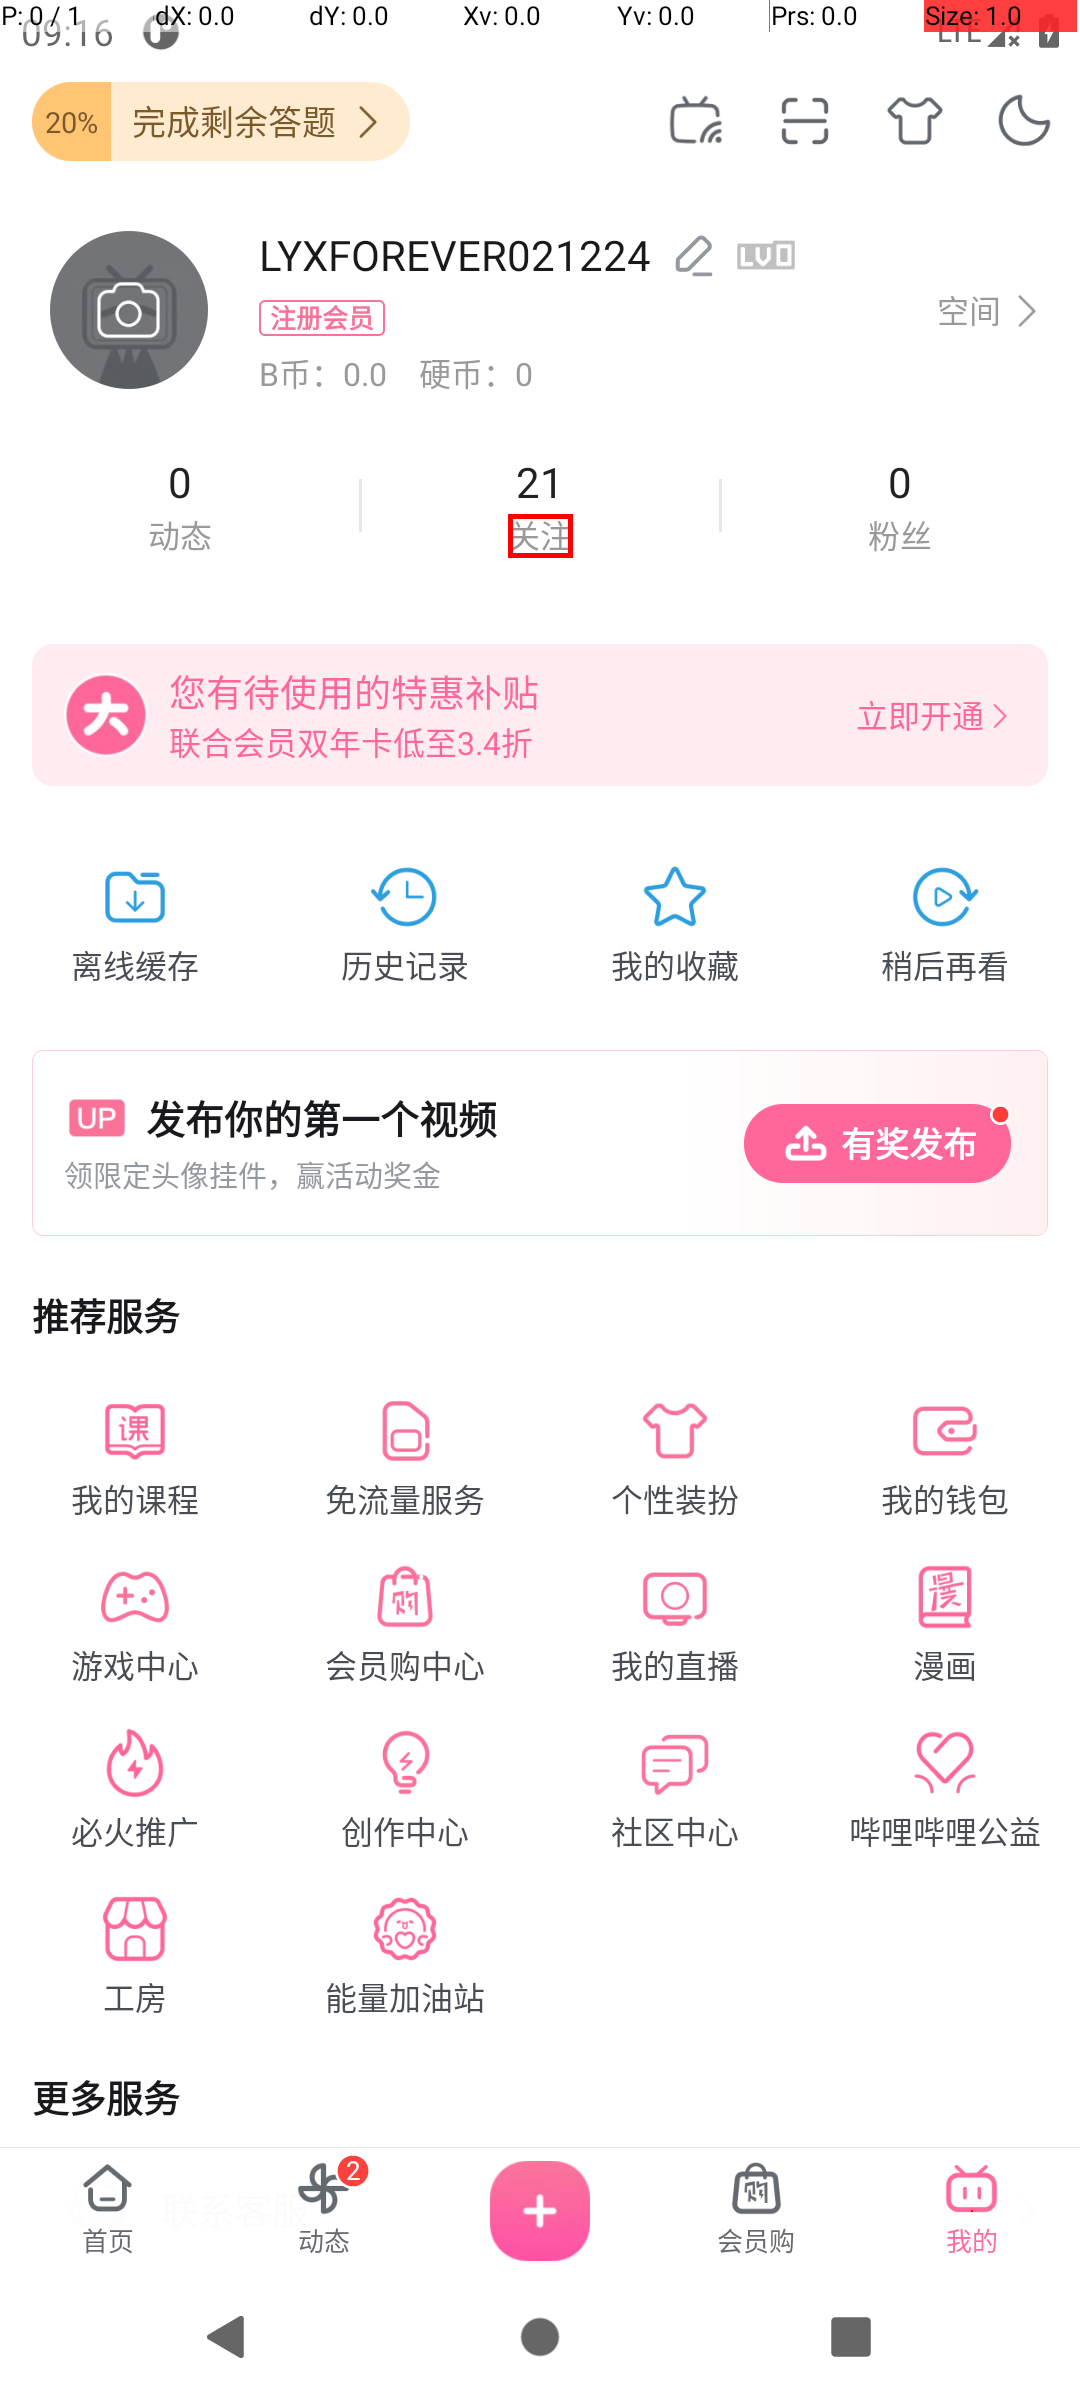 P: 0 / 1 dX: 0.0 dY: 0.0 Xv: 0.0 Yv: 0.0 Prs: 0.0 Size: 1.0
09:16 LTE
20% 完成剩余答题
LYXFOREVER021224 LV0
注册会员
空间
B币：0.0 硬币：0
0 21 0
动态 关注 粉丝
大 您有待使用的特惠补贴
联合会员双年卡低至3.4折
立即开通
离线缓存 历史记录 我的收藏 稍后再看
UP 发布你的第一个视频
领限定头像挂件，赢活动奖金
有奖发布
推荐服务
课 我的课程 免流量服务 个性装扮 我的钱包
购 漫
游戏中心 会员购中心 我的直播 漫画
必火推广 创作中心 社区中心 哔哩哔哩公益
工房 能量加油站
更多服务
联系客服
2 购
首页 动态 会员购 我的